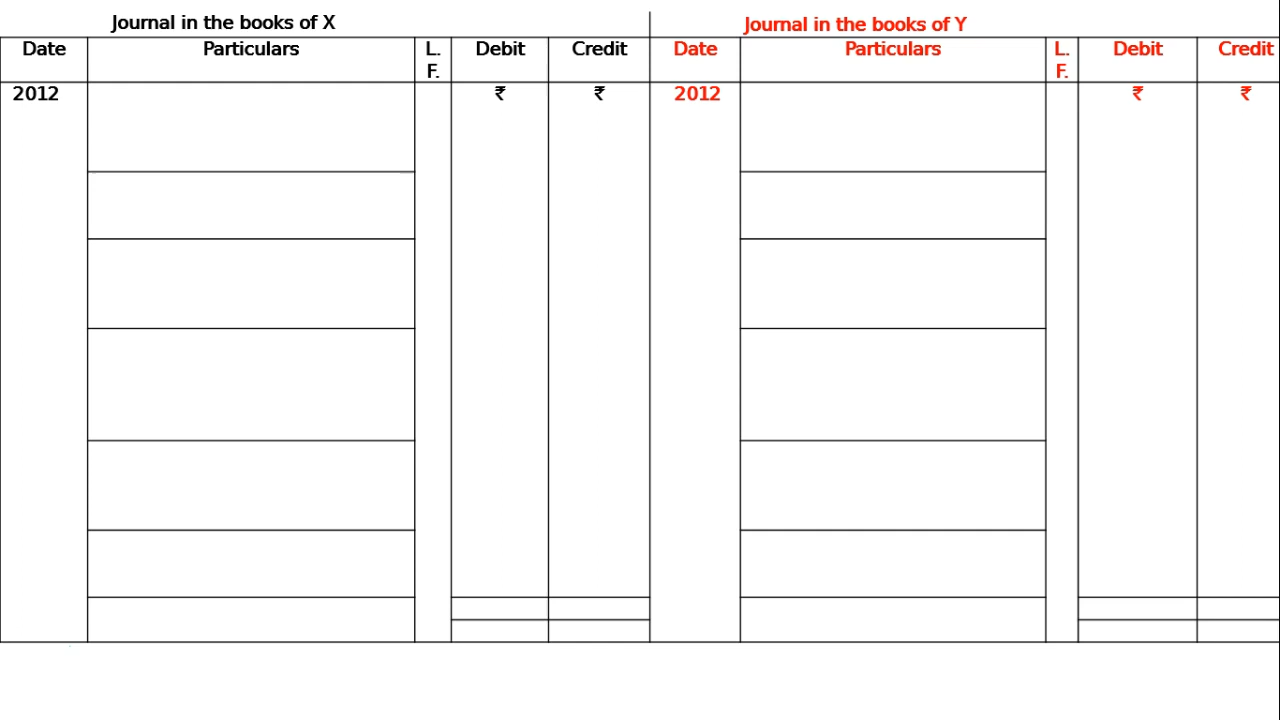 Journal in the books of X
Journal in the books of Y
Date Particulars L. F. Debit Credit Date Particulars L. F. Debit Credit
2012 ₹ ₹ 2012 ₹ ₹